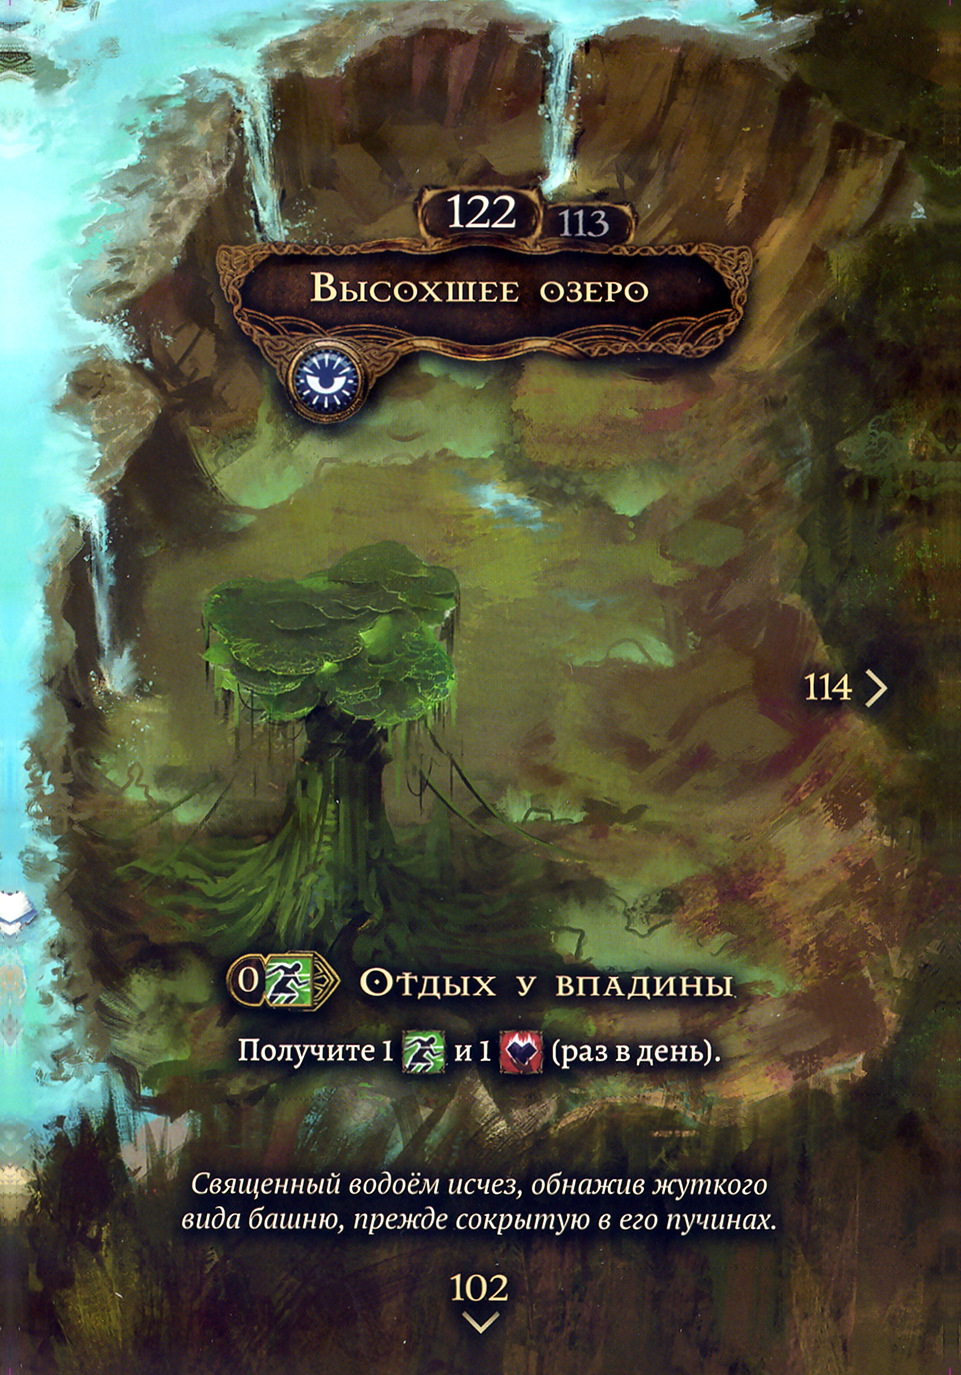 122 113
Высохшее озеро
114
0 Отдых у впадины
Получите 1 и 1 (раз в день).
Священный водоём исчез, обнажив жуткого
вида башню, прежде сокрытую в его пучинах.
102